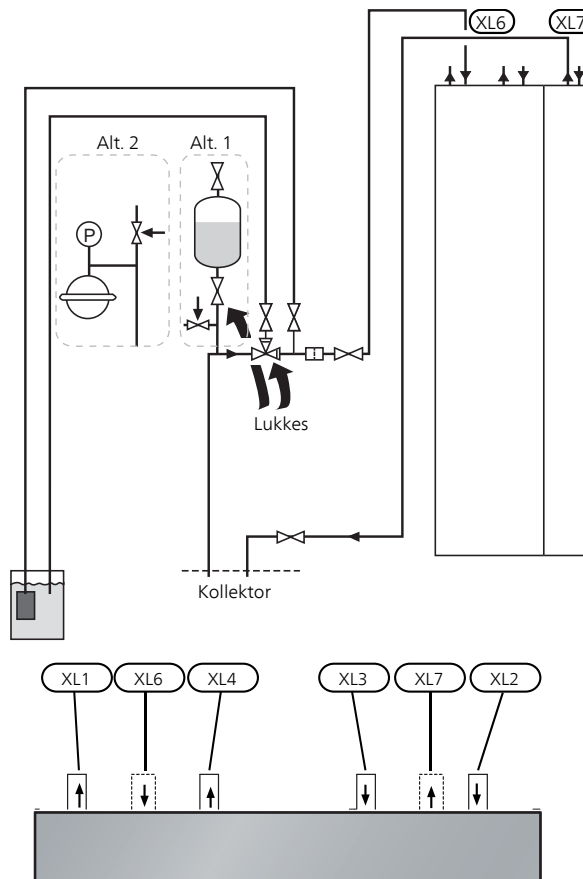 XL6
XL7
Alt. 2
Alt. 1
P
Lukkes
Kollektor
XL1
XL6
XL4
XL3
XL7
XL2